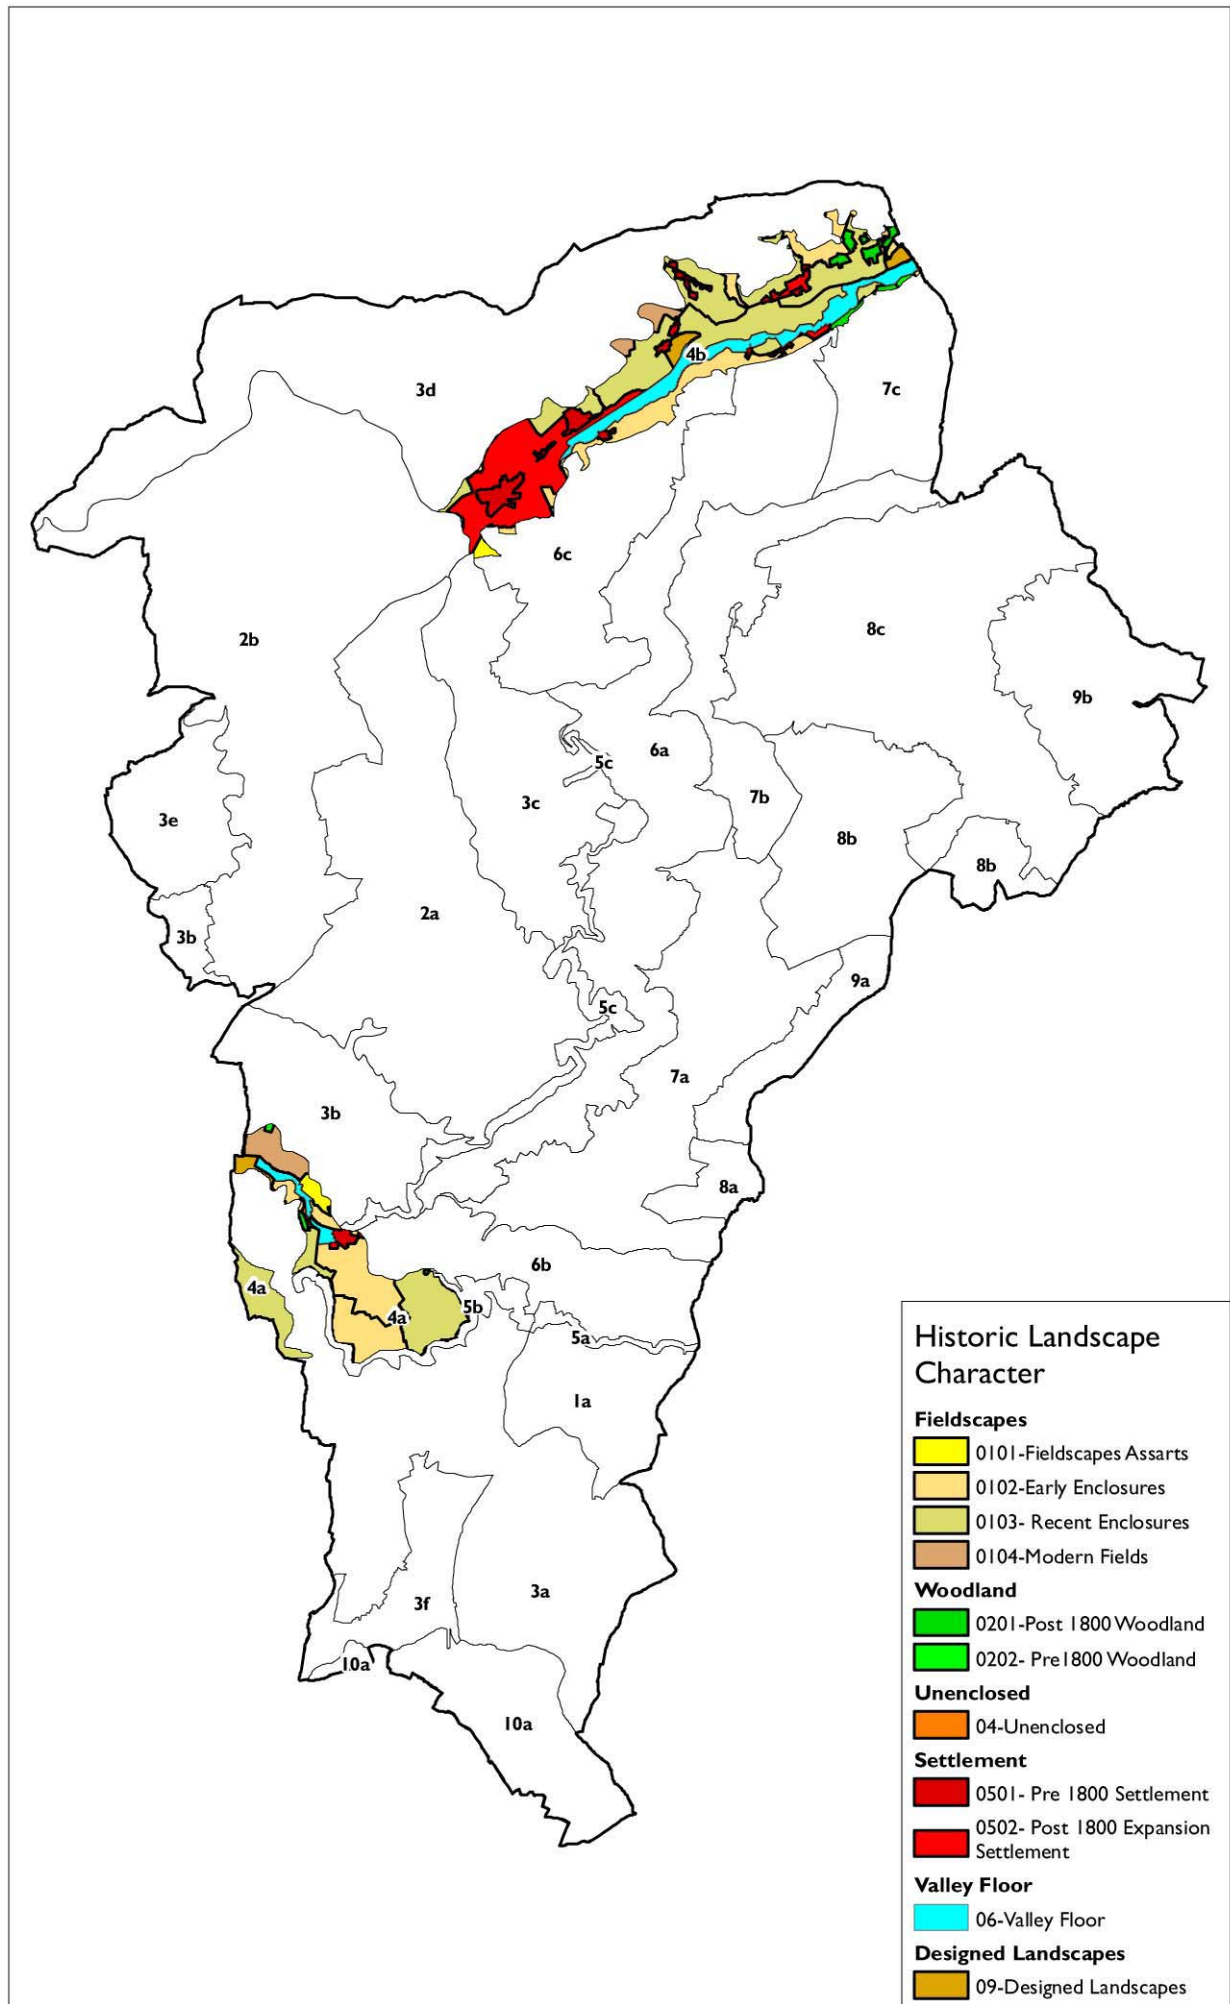 4b
3d
7c
6c
8c
2b
9b
6a
5c
3c
7b
3e
8b
8b
2a
3b
9a
5c
7a
3b
8a
6b
4a
5b
4a
5a
1a
3a
3f
10a
10a
Historic Landscape
Character
Fieldscapes
0101-Fieldscapes Assarts
0102-Early Enclosures
0103- Recent Enclosures
0104-Modern Fields
Woodland
0201-Post 1800 Woodland
0202- Pre1800 Woodland
Unenclosed
04-Unenclosed
Settlement
0501- Pre 1800 Settlement
0502- Post 1800 Expansion
Settlement
Valley Floor
06-Valley Floor
Designed Landscapes
09-Designed Landscapes